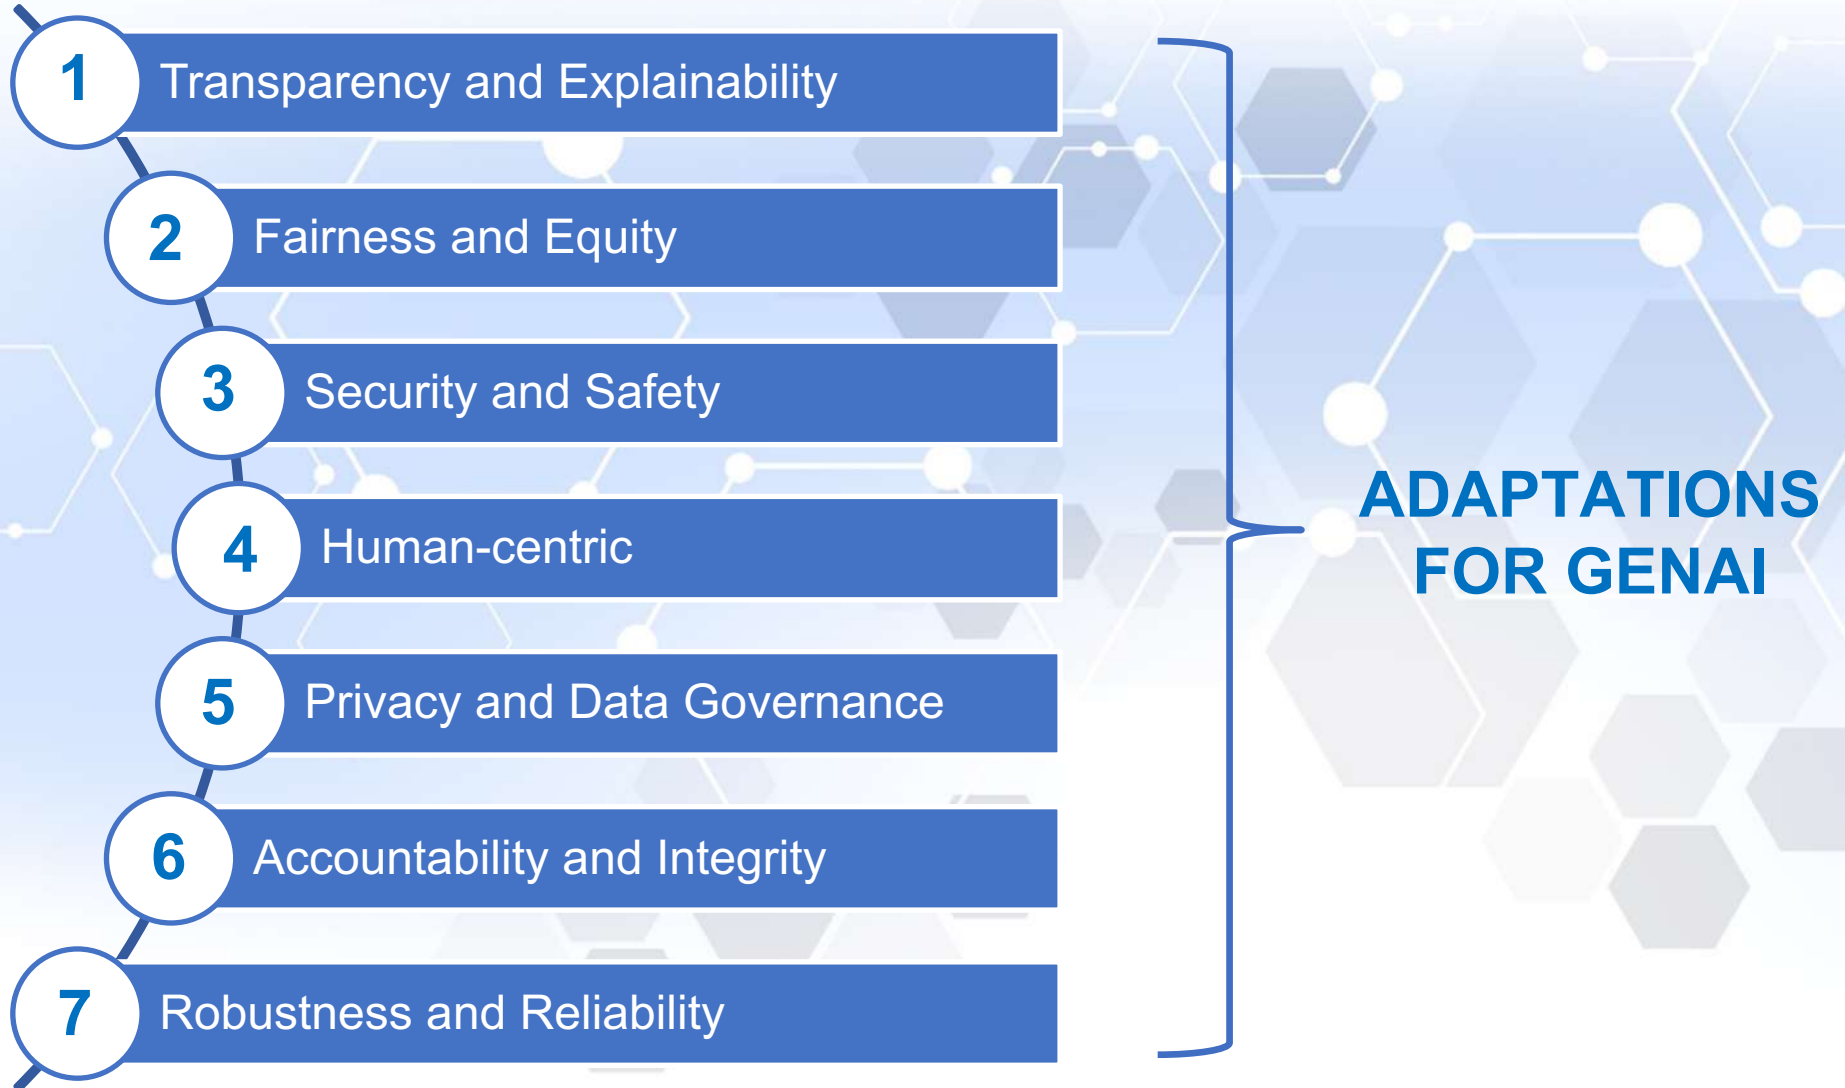 1 Transparency and Explainability
2 Fairness and Equity
3 Security and Safety
4 Human-centric
5 Privacy and Data Governance
6 Accountability and Integrity
7 Robustness and Reliability
ADAPTATIONS
FOR GENAI